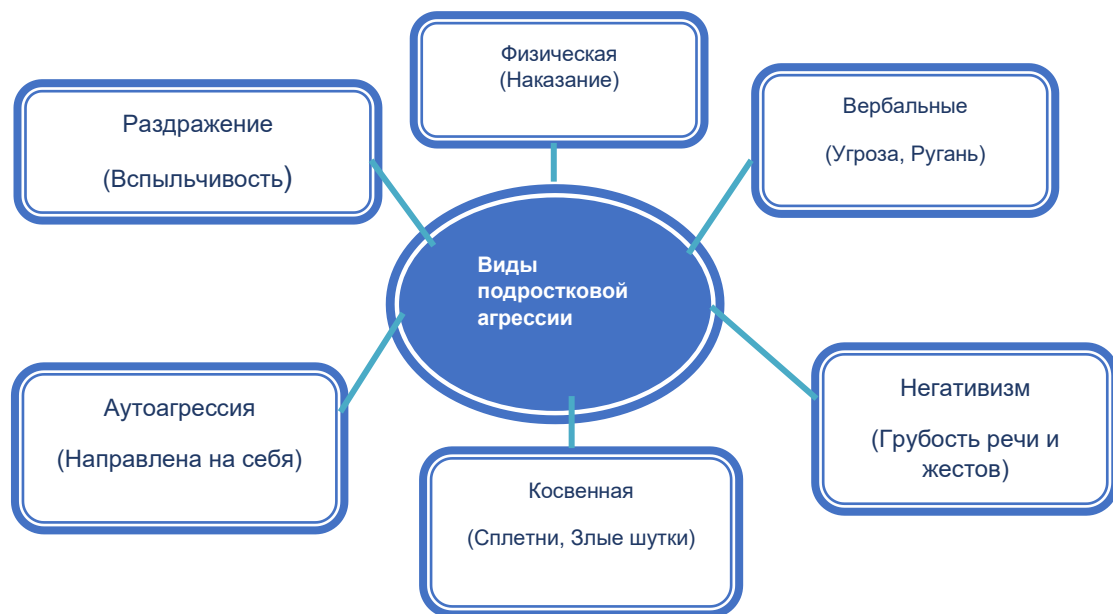 Физическая
(Наказание)
Раздражение
(Вспыльчивость)
Вербальные
(Угроза, Ругань)
Виды
подростковой
агрессии
Аутоагрессия
(Направлена на себя)
Негативизм
(Грубость речи и
жестов)
Косвенная
(Сплетни, Злые шутки)